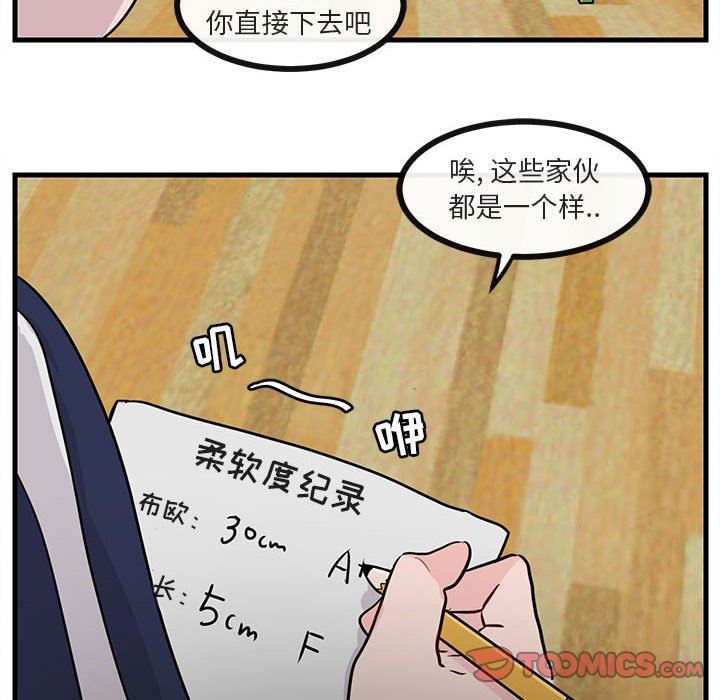 你直接下去吧
唉, 这些家伙
都是一个样..
叽
咿
柔软度纪录
布欧: 30cm A
长: 5cm F
TOOMICS.COM